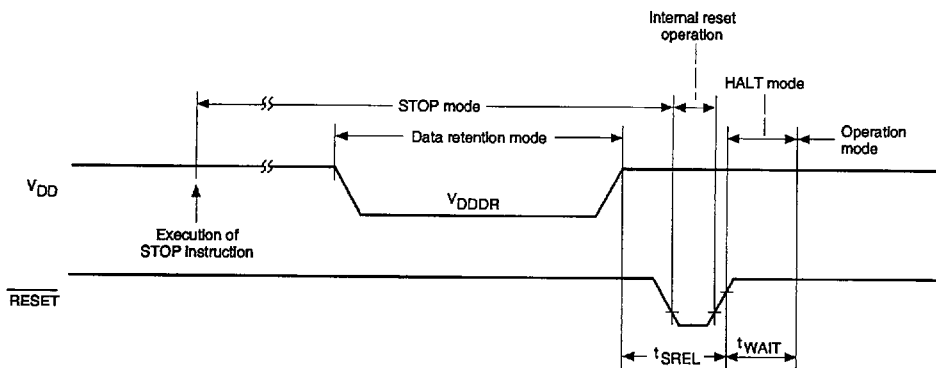 Internal reset
operation
HALT mode
STOP mode
Data retention mode
Operation
mode
VDD
VDDDR
Execution of
STOP instruction
RESET
tSREL
tWAIT